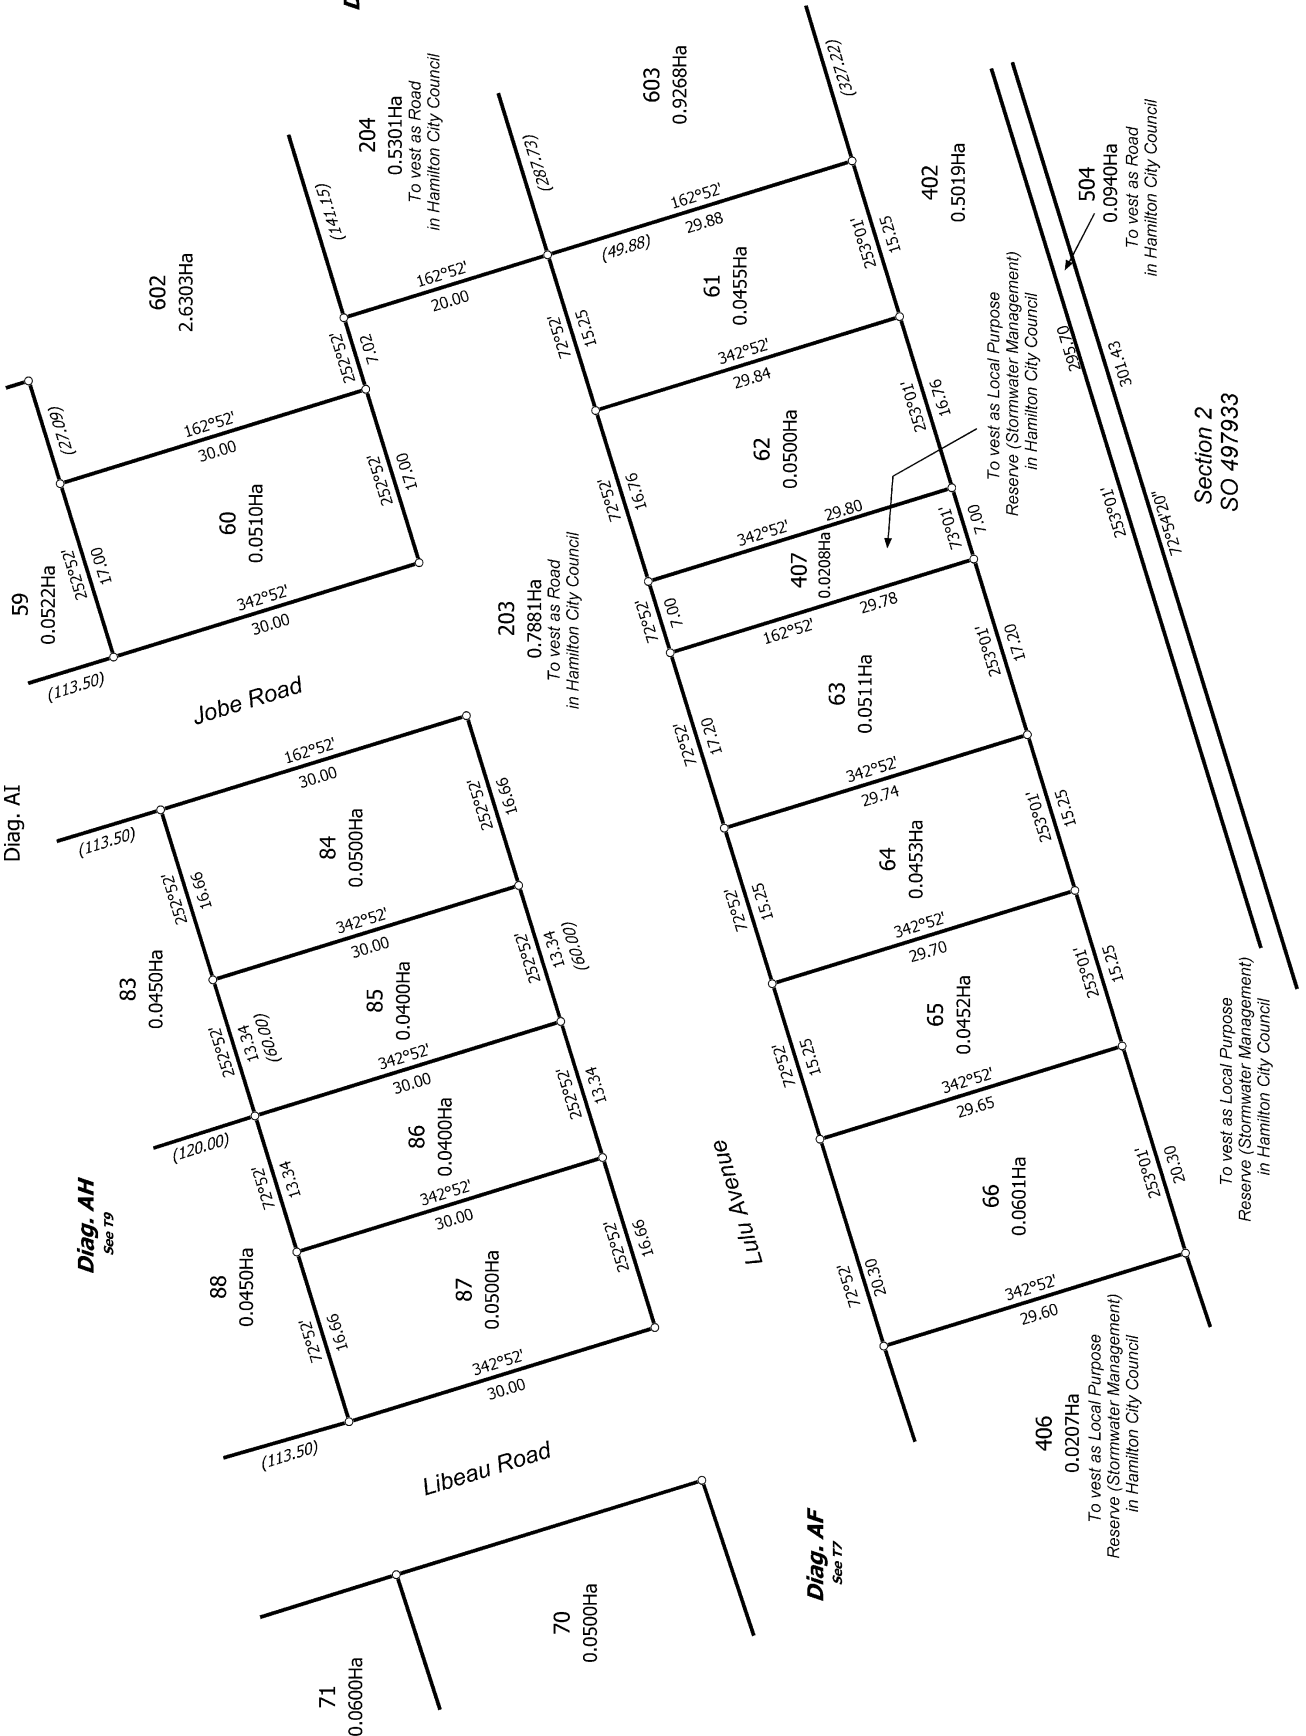 Diag. AI
59
0.0522Ha
(27.09)
602
2.6303Ha
(141.15)
204
0.5301Ha
To vest as Road
in Hamilton City Council
(287.73)
603
0.9268Ha
(327.22)
252°52'
17.00
162°52'
30.00
60
0.0510Ha
342°52'
30.00
252°52'
17.00
252°52'
7.02
162°52'
20.00
(113.50)
Jobe Road
203
0.7881Ha
To vest as Road
in Hamilton City Council
72°52'
15.25
162°52'
29.88
(49.88)
61
0.0455Ha
253°01'
15.25
342°52'
29.84
402
0.5019Ha
504
0.0940Ha
To vest as Road
in Hamilton City Council
72°52'
16.76
62
0.0500Ha
253°01'
16.76
342°52'
29.80
To vest as Local Purpose
Reserve (Stormwater Management)
in Hamilton City Council
407
0.0208Ha
72°52'
7.00
73°01'
7.00
162°52'
29.78
295.70
253°01'
301.43
72°54'20"
Section 2
SO 497933
72°52'
17.20
63
0.0511Ha
253°01'
17.20
342°52'
29.74
72°52'
15.25
64
0.0453Ha
253°01'
15.25
342°52'
29.70
72°52'
15.25
65
0.0452Ha
253°01'
15.25
342°52'
29.65
72°52'
20.30
66
0.0601Ha
253°01'
20.30
342°52'
29.60
To vest as Local Purpose
Reserve (Stormwater Management)
in Hamilton City Council
406
0.0207Ha
To vest as Local Purpose
Reserve (Stormwater Management)
in Hamilton City Council
Lulu Avenue
(113.50)
162°52'
30.00
84
0.0500Ha
252°52'
16.66
252°52'
16.66
342°52'
30.00
83
0.0450Ha
252°52'
13.34
(60.00)
85
0.0400Ha
252°52'
13.34
(60.00)
342°52'
30.00
(120.00)
72°52'
13.34
86
0.0400Ha
252°52'
13.34
342°52'
30.00
Diag. AH
See T9
88
0.0450Ha
72°52'
16.66
87
0.0500Ha
252°52'
16.66
342°52'
30.00
(113.50)
Libeau Road
70
0.0500Ha
71
0.0600Ha
Diag. AF
See T7